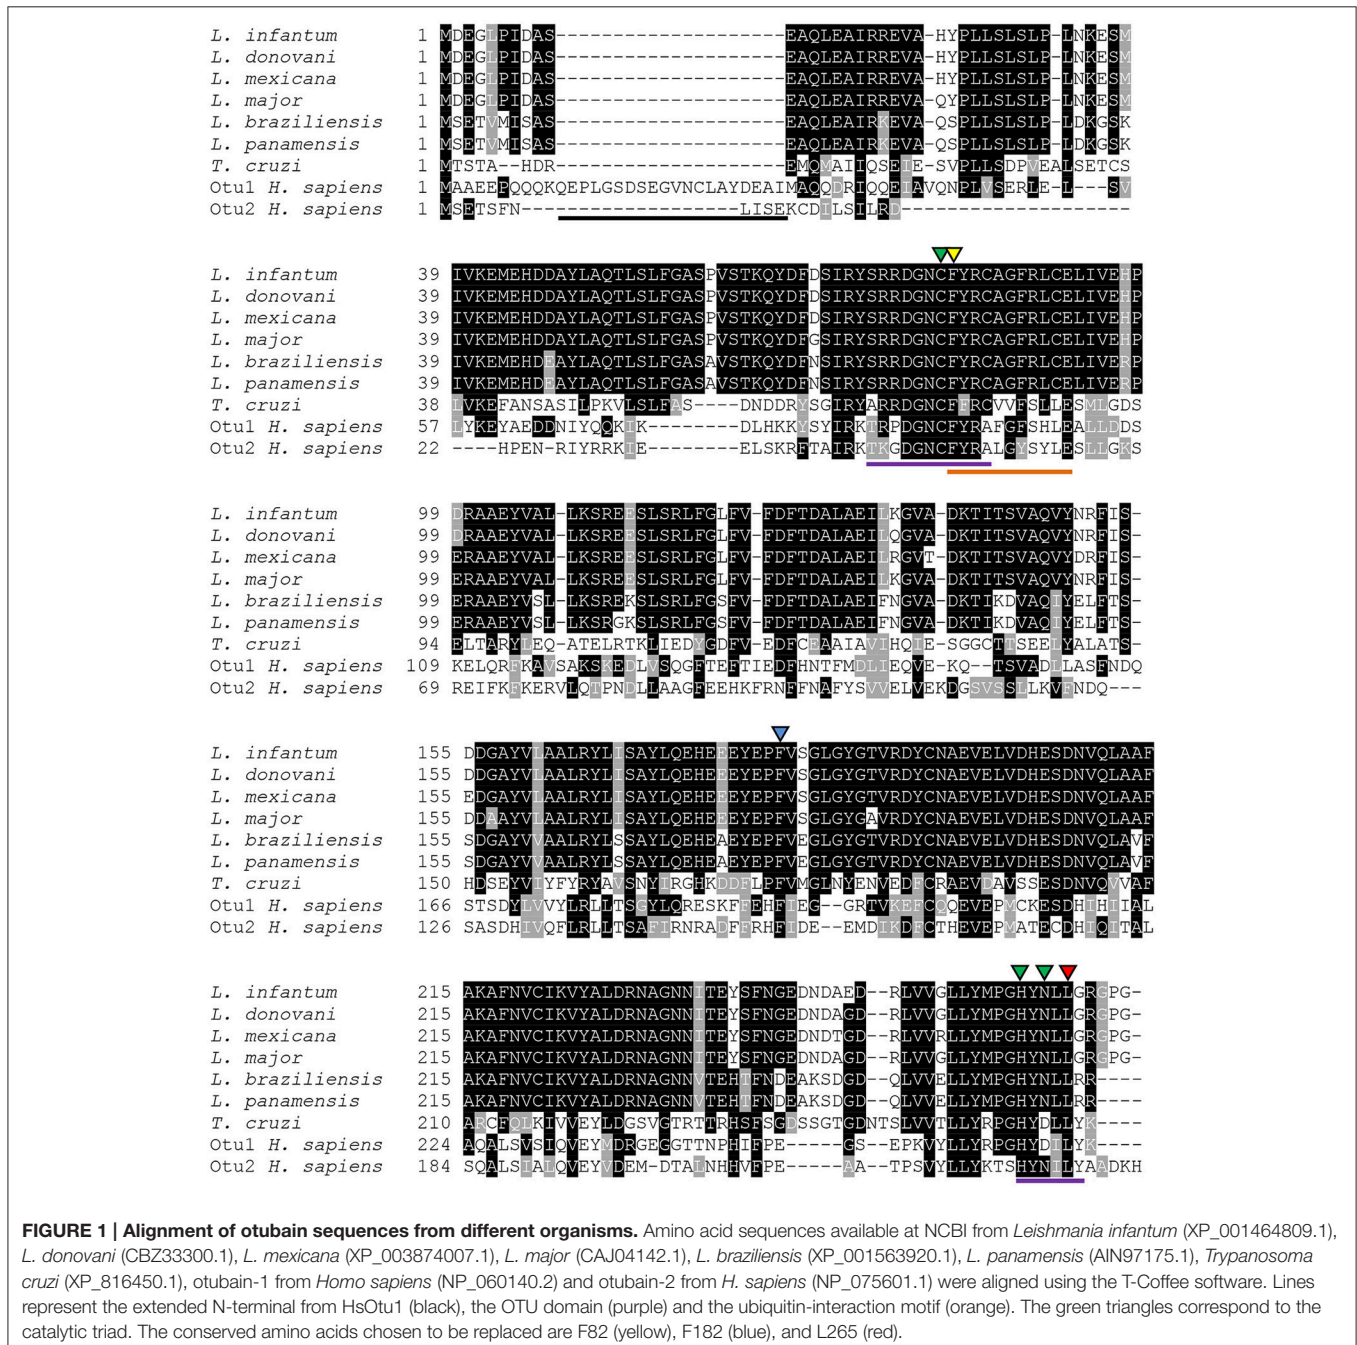 L. infantum 1 MDEGLPIDAS-------------------EAQLEAIRREVA-HYPLLSLSLP-LNKESM
L. donovani 1 MDEGLPIDAS-------------------EAQLEAIRREVA-HYPLLSLSLP-LNKESM
L. mexicana 1 MDEGLPIDAS-------------------EAQLEAIRREVA-HYPLLSLSLP-LNKESM
L. major 1 MDEGLPIDAS-------------------EAQLEAIRREVA-QYPLLSLSLP-LNKESM
L. braziliensis 1 MSETVMISAS-------------------EAQLEAIRKEVA-QSPLLSLSLP-LDKGSK
L. panamensis 1 MSETVMISAS-------------------EAQLEAIRKEVA-QSPLLSLSLP-LDKGSK
T. cruzi 1 MTSTA--HDR-------------------EMQMAIIQSEIE-SVPLLSDPVEALSETCS
Otu1 H. sapiens 1 MAAEEPQQQKQEPLGSDSEGVNCLAYDEAIMAQQDRIQQEIAVQNPLVSERLE-L---SV
Otu2 H. sapiens 1 MSETSFN------------------LISEKCDILSILRD-------------------
L. infantum 39 IVKEMEHDDAYLAQTLSLFGASPVSTKQYDFDSIRYSRRDGNCFYRCAGFRLCELIVEHP
L. donovani 39 IVKEMEHDDAYLAQTLSLFGASPVSTKQYDFDSIRYSRRDGNCFYRCAGFRLCELIVEHP
L. mexicana 39 IVKEMEHDDAYLAQTLSLFGASPVSTKQYDFDSIRYSRRDGNCFYRCAGFRLCELIVEHP
L. major 39 IVKEMEHDDAYLAQTLSLFGASPVSTKQYDFGSIRYSRRDGNCFYRCAGFRLCELIVEHP
L. braziliensis 39 IVKEMEHDEAYLAQTLSLFGASAVSTKQYDFNSIRYSRRDGNCFYRCAGFRLCELIVERP
L. panamensis 39 IVKEMEHDEAYLAQTLSLFGASAVSTKQYDFNSIRYSRRDGNCFYRCAGFRLCELIVERP
T. cruzi 38 LVKEFANSASILPKVLSLFAS----DNDDRYSGIRYARRDGNCFFRCVVFSLLESMLGDS
Otu1 H. sapiens 57 LYKEYAEDDNIYQQKIK-------DLHKKYSYIRKTRPDGNCFYRAFGFSHLEALLDDS
Otu2 H. sapiens 22 ----HPEN-RIYRRKIE-------ELSKRFTAIRKTKGDGNCFYRALGYSYLESLLGKS
L. infantum 99 DRAAEYVAL-LKSREESLSRLFGLFV-FDFTDALAEILKGVA-DKTITSVAQVYNRFIS-
L. donovani 99 DRAAEYVAL-LKSREESLSRLFGLFV-FDFTDALAEILQGVA-DKTITSVAQVYNRFIS-
L. mexicana 99 ERAAEYVAL-LKSREESLSRLFGLFV-FDFTDALAEILRGVT-DKTITSVAQVYDRFIS-
L. major 99 ERAAEYVAL-LKSREESLSRLFGLFV-FDFTDALAEILKGVA-DKTITSVAQVYNRFIS-
L. braziliensis 99 ERAAEYVSL-LKSREKSLSRLFGSFV-FDFTDALAEIFNGVA-DKTIKDVAQIYELFTS-
L. panamensis 99 ERAAEYVSL-LKSRGKSLSRLFGSFV-FDFTDALAEIFNGVA-DKTIKDVAQIYELFTS-
T. cruzi 94 ELTARYLEQ-ATELRTKLIEDYGDFV-EDFCEAAIAVIHQIE-SGGCTTSEELYALATS-
Otu1 H. sapiens 109 KELQRFKAVSAKSKEDLVSQGFTEFTIEDFHNTFMDLIEQVE-KQ--TSVADLLASFNDQ
Otu2 H. sapiens 69 REIFKFKERVLQTPNDLLAAGFEEHKFRNFFNAFYSVVELVEKDGSVSSLLKVFNDQ---
L. infantum 155 DDGAYVLAALRYLISAYLQEHEEEYEPFVSGLGYGTVRDYCNAEVELVDHESDNVQLAAF
L. donovani 155 DDGAYVLAALRYLISAYLQEHEEEYEPFVSGLGYGTVRDYCNAEVELVDHESDNVQLAAF
L. mexicana 155 EDGAYVLAALRYLISAYLQEHEEEYEPFVSGLGYGTVRDYCNAEVELVDHESDNVQLAAF
L. major 155 DDAAYVLAALRYLISAYLQEHEEEYEPFVSGLGYGAVRDYCNAEVELVDHESDNVQLAAF
L. braziliensis 155 SDGAYVVAALRYLSSAYLQEHEAEYEPFVEGLGYGTVRDYCNAEVELVDHESDNVQLAVF
L. panamensis 155 SDGAYVVAALRYLSSAYLQEHEAEYEPFVEGLGYGTVRDYCNAEVELVDHESDNVQLAVF
T. cruzi 150 HDSEYVIYFYRYAVSNYIRGHKDDFLPFVMGLNYENVEDFCRAEVDAVSSESDNVQVVAF
Otu1 H. sapiens 166 STSDYLVVYLRLLTSGYLQRESKFFEHFIEG--GRTVKEFCQQEVEPMCKESDHIHIIAL
Otu2 H. sapiens 126 SASDHIVQFLRLLTSAFIRNRADFFRHFIDE--EMDIKDFCTHEVEPMATECDHIQITAL
L. infantum 215 AKAFNVCIKVYALDRNAGNNITEYSFNGEDNDAED--RLVVGLLYMPGHYNLLGRGPG-
L. donovani 215 AKAFNVCIKVYALDRNAGNNITEYSFNGEDNDAGD--RLVVGLLYMPGHYNLLGRGPG-
L. mexicana 215 AKAFNVCIKVYALDRNAGNNITEYSFNGEDNDTGD--RLVVRLLYMPGHYNLLGRGPG-
L. major 215 AKAFNVCIKVYALDRNAGNNITEYSFNGEDNDAGD--RLVVGLLYMPGHYNLLGRGPG-
L. braziliensis 215 AKAFNVCIKVYALDRNAGNNVTEHTFNDEAKSDGD--QLVVELLYMPGHYNLLRR----
L. panamensis 215 AKAFNVCIKVYALDRNAGNNVTEHTFNDEAKSDGD--QLVVELLYMPGHYNLLRR----
T. cruzi 210 ARCFQLKIVVEYLDGSVGTRTTRHSFSGDSSGTGDNTSLVVTLLYRPGHYDLLYK----
Otu1 H. sapiens 224 AQALSVSIQVEYMDRGEGGTTNPHIFPE-----GS--EPKVYLLYRPGHYDILYK----
Otu2 H. sapiens 184 SQALSIALQVEYVDEM-DTALNHHVFPE-----AA--TPSVYLLYKTSHYNILYAADKH
FIGURE 1 | Alignment of otubain sequences from different organisms. Amino acid sequences available at NCBI from Leishmania infantum (XP_001464809.1),
L. donovani (CBZ33300.1), L. mexicana (XP_003874007.1), L. major (CAJ04142.1), L. braziliensis (XP_001563920.1), L. panamensis (AIN97175.1), Trypanosoma
cruzi (XP_816450.1), otubain-1 from Homo sapiens (NP_060140.2) and otubain-2 from H. sapiens (NP_075601.1) were aligned using the T-Coffee software. Lines
represent the extended N-terminal from HsOtu1 (black), the OTU domain (purple) and the ubiquitin-interaction motif (orange). The green triangles correspond to the
catalytic triad. The conserved amino acids chosen to be replaced are F82 (yellow), F182 (blue), and L265 (red).